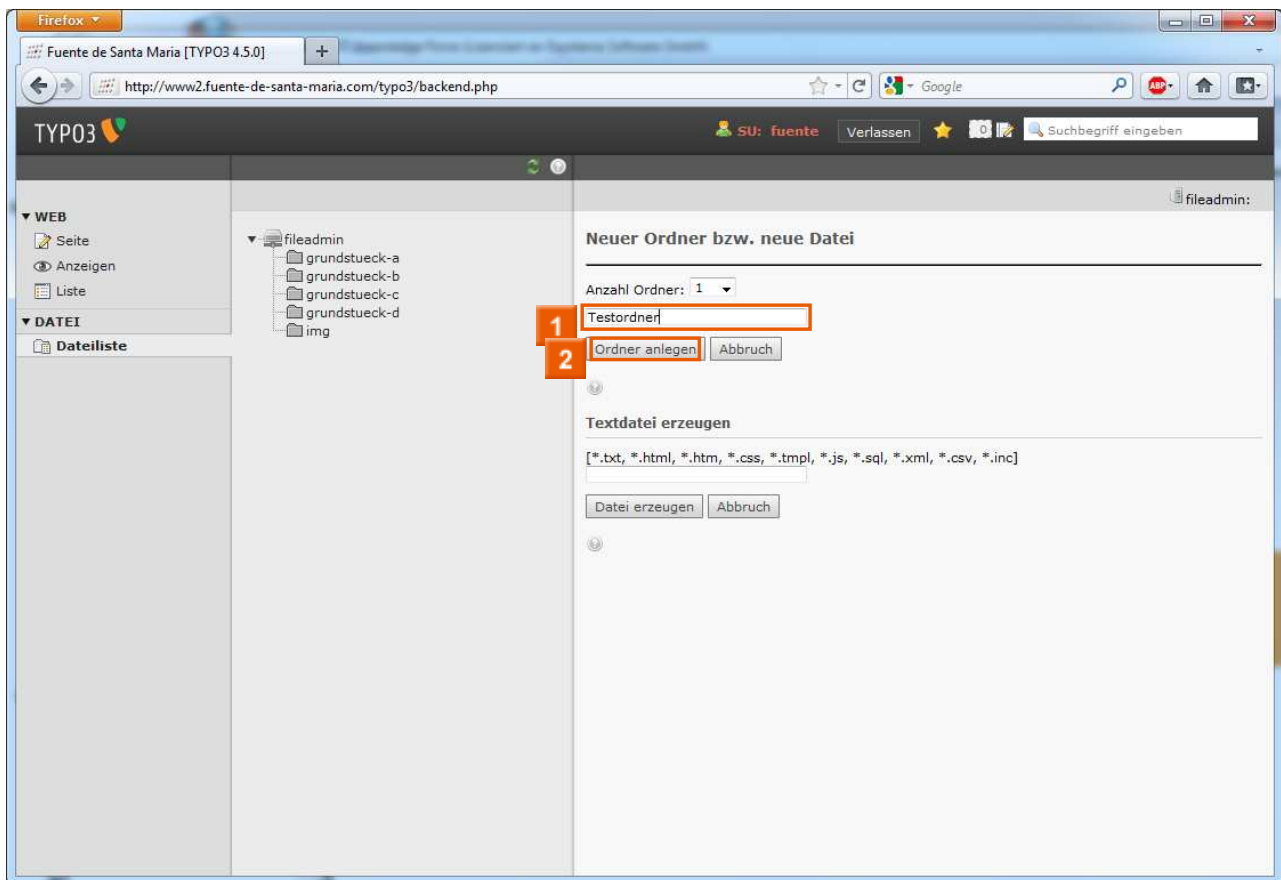 Firefox
Fuente de Santa Maria [TYPO3 4.5.0]
http://www2.fuente-de-santa-maria.com/typo3/backend.php
Google
ABP
TYPO3
SU: fuente
Verlassen
0
Suchbegriff eingeben
fileadmin:
WEB
Seite
Anzeigen
Liste
DATEI
Dateiliste
fileadmin
grundstueck-a
grundstueck-b
grundstueck-c
grundstueck-d
img
Neuer Ordner bzw. neue Datei
Anzahl Ordner: 1
1
Testordner
2
Ordner anlegen
Abbruch
Textdatei erzeugen
[*.txt, *.html, *.htm, *.css, *.tmpl, *.js, *.sql, *.xml, *.csv, *.inc]
Datei erzeugen
Abbruch